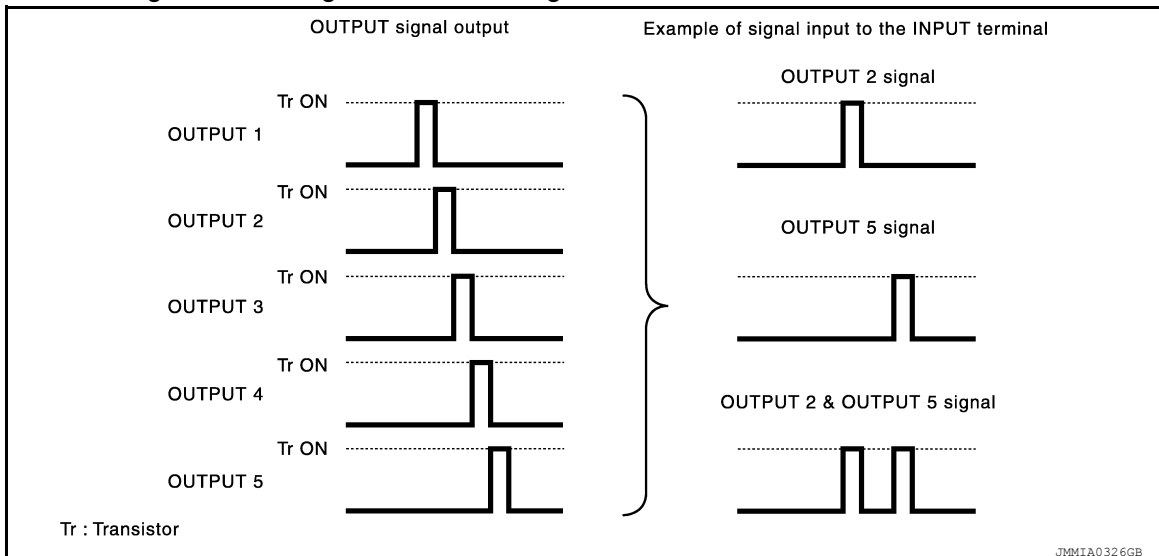 OUTPUT signal output
Example of signal input to the INPUT terminal
OUTPUT 1
Tr ON
OUTPUT 2
Tr ON
OUTPUT 3
Tr ON
OUTPUT 4
Tr ON
OUTPUT 5
Tr ON
OUTPUT 2 signal
OUTPUT 5 signal
OUTPUT 2 & OUTPUT 5 signal
Tr : Transistor
JMMIA0326GB